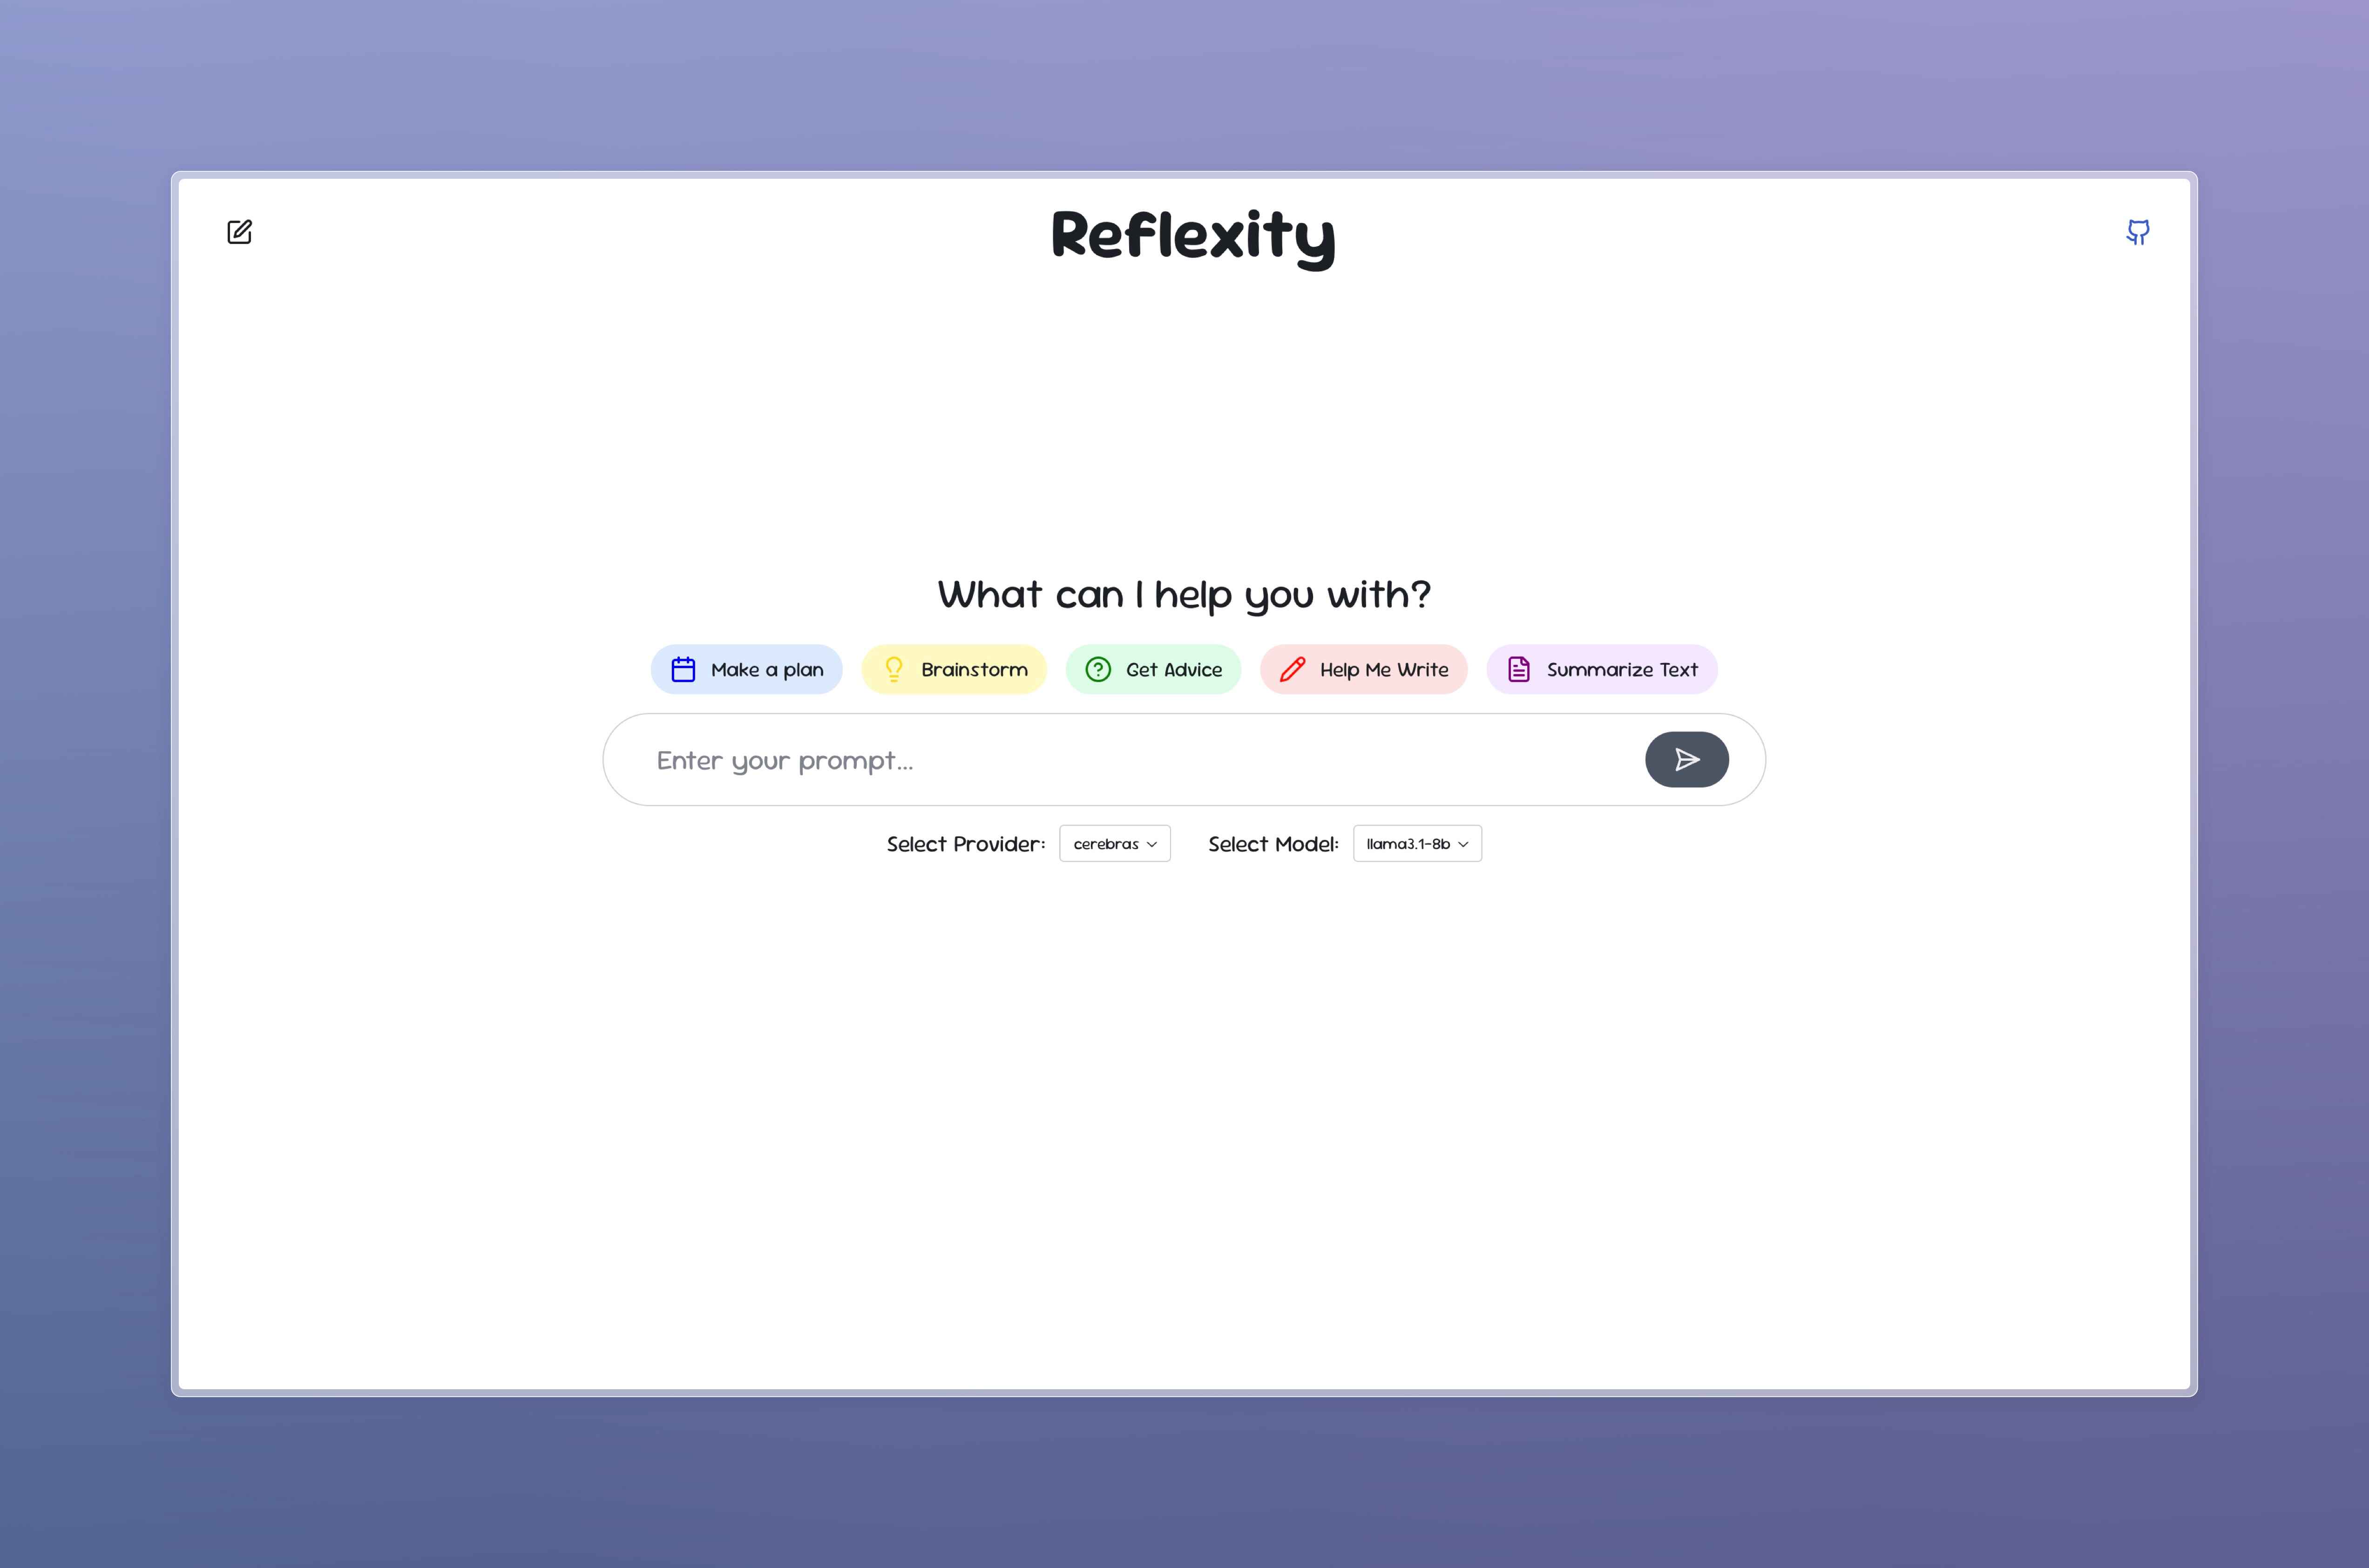 Reflexity
What can I help you with?
Make a plan Brainstorm Get Advice Help Me Write Summarize Text
Enter your prompt...
Select Provider: cerebras Select Model: llama3.1-8b